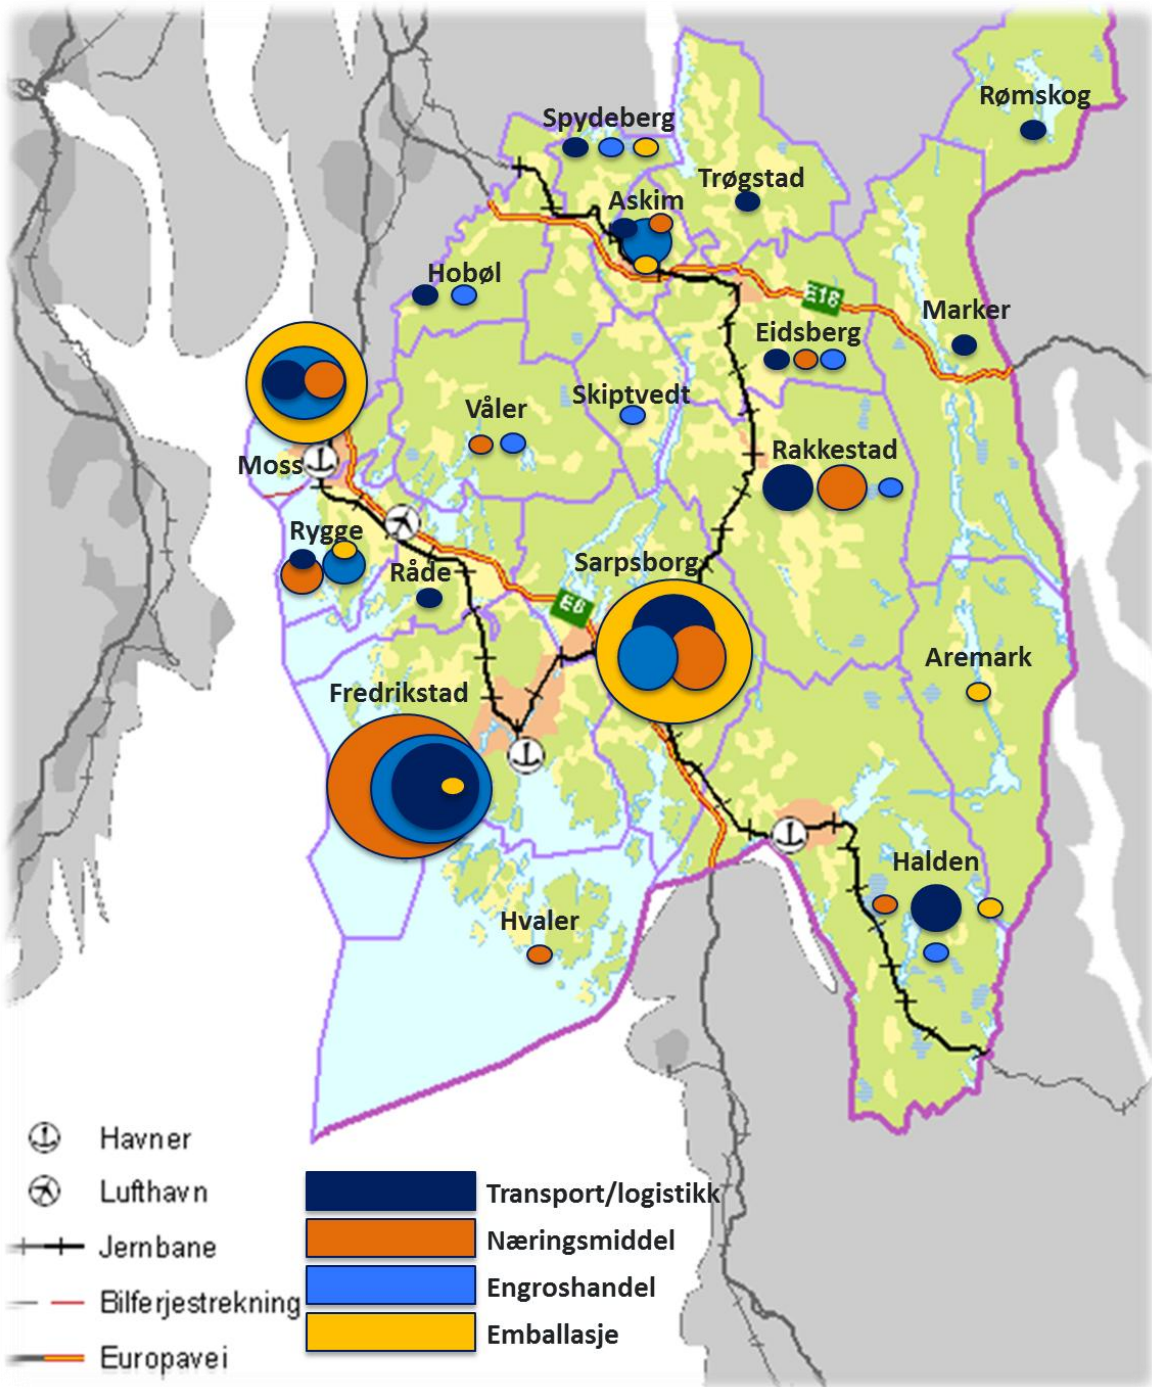 Rømskog
Spydeberg
Trøgstad
Askim
Hobøl
E18
Marker
Eidsberg
Skiptvedt
Våler
Rakkestad
Moss
Rygge
Råde
Sarpsborg
E6
Aremark
Fredrikstad
Halden
Hvaler
Havner
Lufthavn
Jernbane
Bilferjestrekning
Europavei
Transport/logistikk
Næringsmiddel
Engroshandel
Emballasje